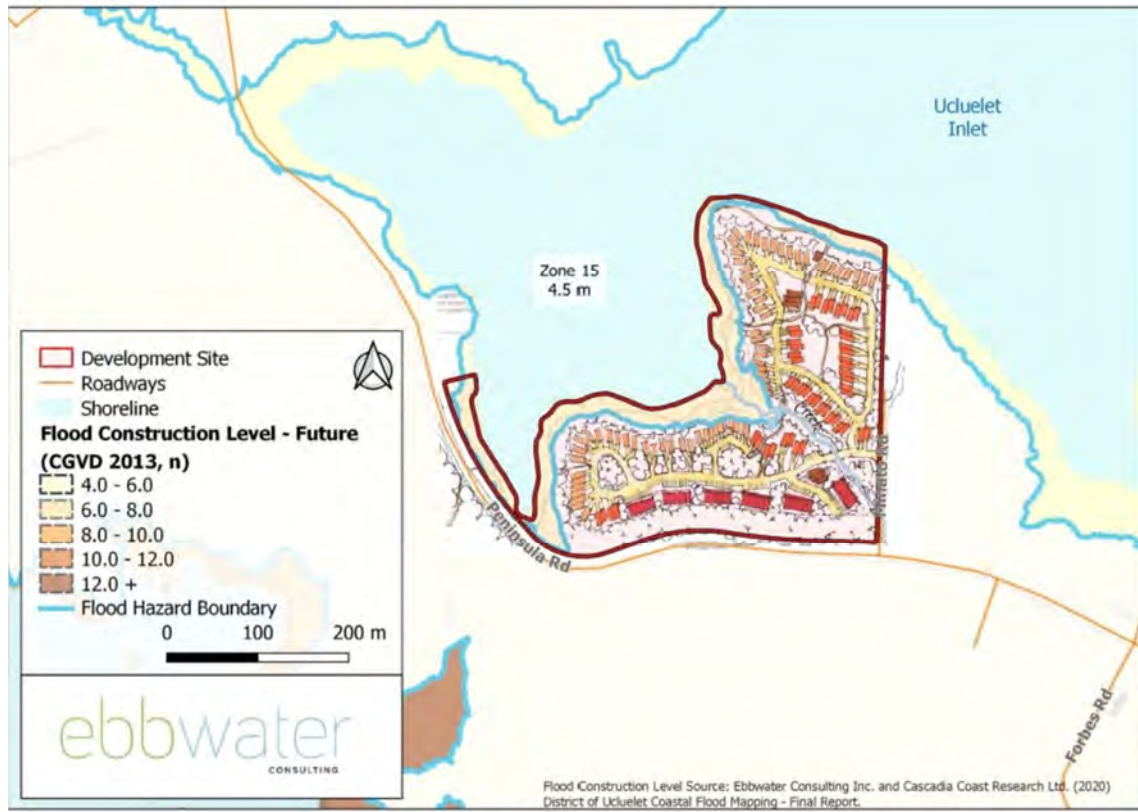 Ucluelet
Inlet
Zone 15
4.5 m
Creek
Peninsula Rd
Forbes Rd
Development Site
Roadways
Shoreline
Flood Construction Level - Future
(CGVD 2013, n)
4.0 - 6.0
6.0 - 8.0
8.0 - 10.0
10.0 - 12.0
12.0 +
Flood Hazard Boundary
0 100 200 m
ebbwater
CONSULTING
Flood Construction Level Source: Ebbwater Consulting Inc. and Cascadia Coast Research Ltd. (2020)
District of Ucluelet Coastal Flood Mapping - Final Report.